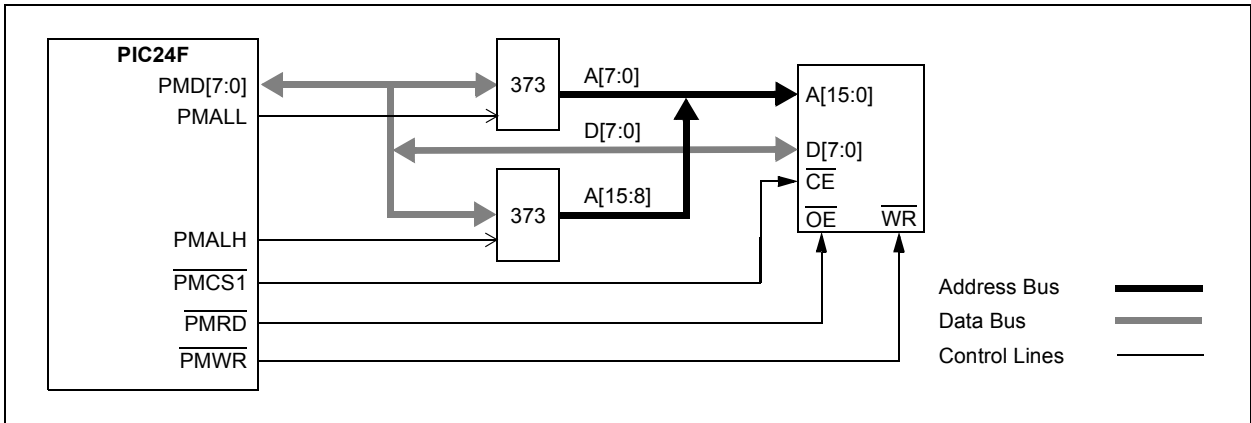 PIC24F
PMD[7:0]
PMALL
PMALH
PMCS1
PMRD
PMWR
373
373
A[7:0]
D[7:0]
A[15:8]
A[15:0]
D[7:0]
CE
OE WR
Address Bus
Data Bus
Control Lines